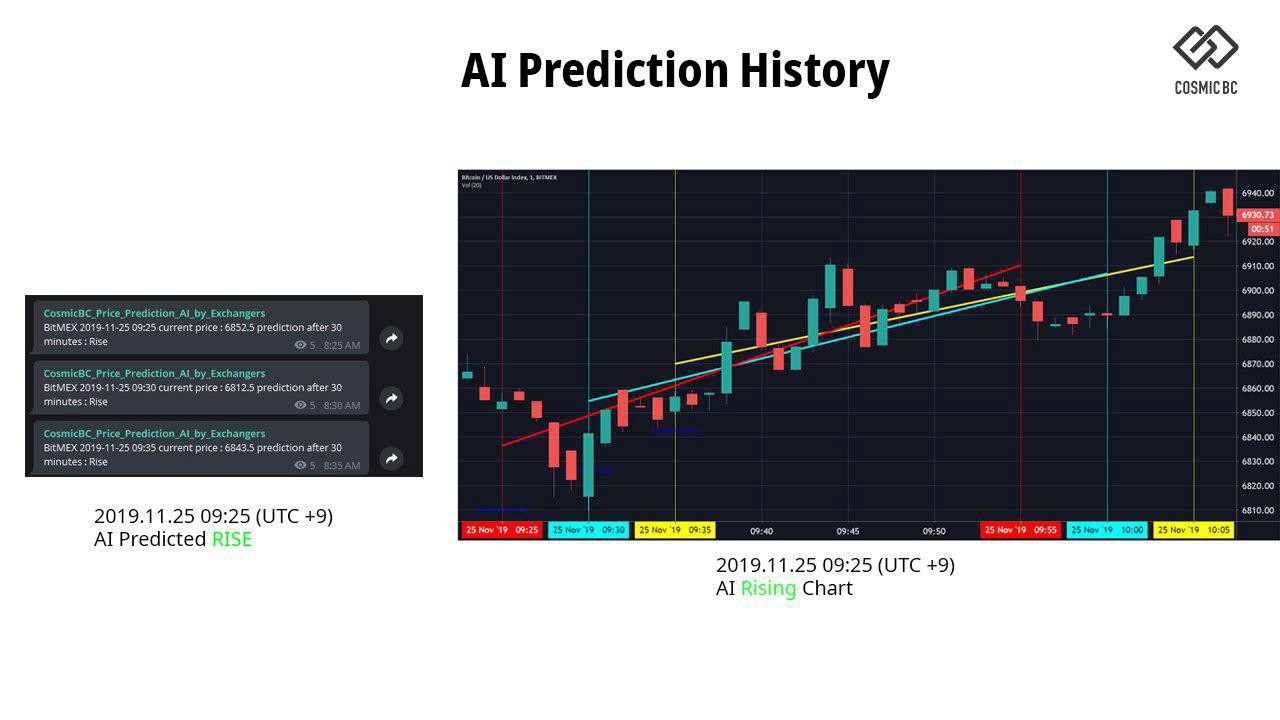 AI Prediction History
COSMIC BC
CosmicBC_Price_Prediction_AI_by_Exchangers
BitMEX 2019-11-25 09:25 current price : 6852.5 prediction after 30
minutes : Rise
5 8:25 AM
CosmicBC_Price_Prediction_AI_by_Exchangers
BitMEX 2019-11-25 09:30 current price : 6812.5 prediction after 30
minutes : Rise
5 8:30 AM
CosmicBC_Price_Prediction_AI_by_Exchangers
BitMEX 2019-11-25 09:35 current price : 6843.5 prediction after 30
minutes : Rise
5 8:35 AM
2019.11.25 09:25 (UTC +9)
AI Predicted RISE
Bitcoin / US Dollar Index, 1, BITMEX
Vol (20)
6940.00
6930.73
00:51
6920.00
6910.00
6900.00
6890.00
6880.00
6870.00
6860.00
6850.00
6840.00
6830.00
6820.00
6810.00
25 Nov '19 09:25 25 Nov '19 09:30 25 Nov '19 09:35 09:40 09:45 09:50 25 Nov '19 09:55 25 Nov '19 10:00 25 Nov '19 10:05
2019.11.25 09:25 (UTC +9)
AI Rising Chart